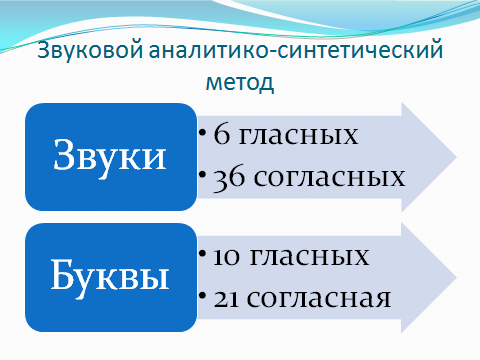 Звуковой аналитико-синтетический
метод
Звуки
• 6 гласных
• 36 согласных
Буквы
• 10 гласных
• 21 согласная